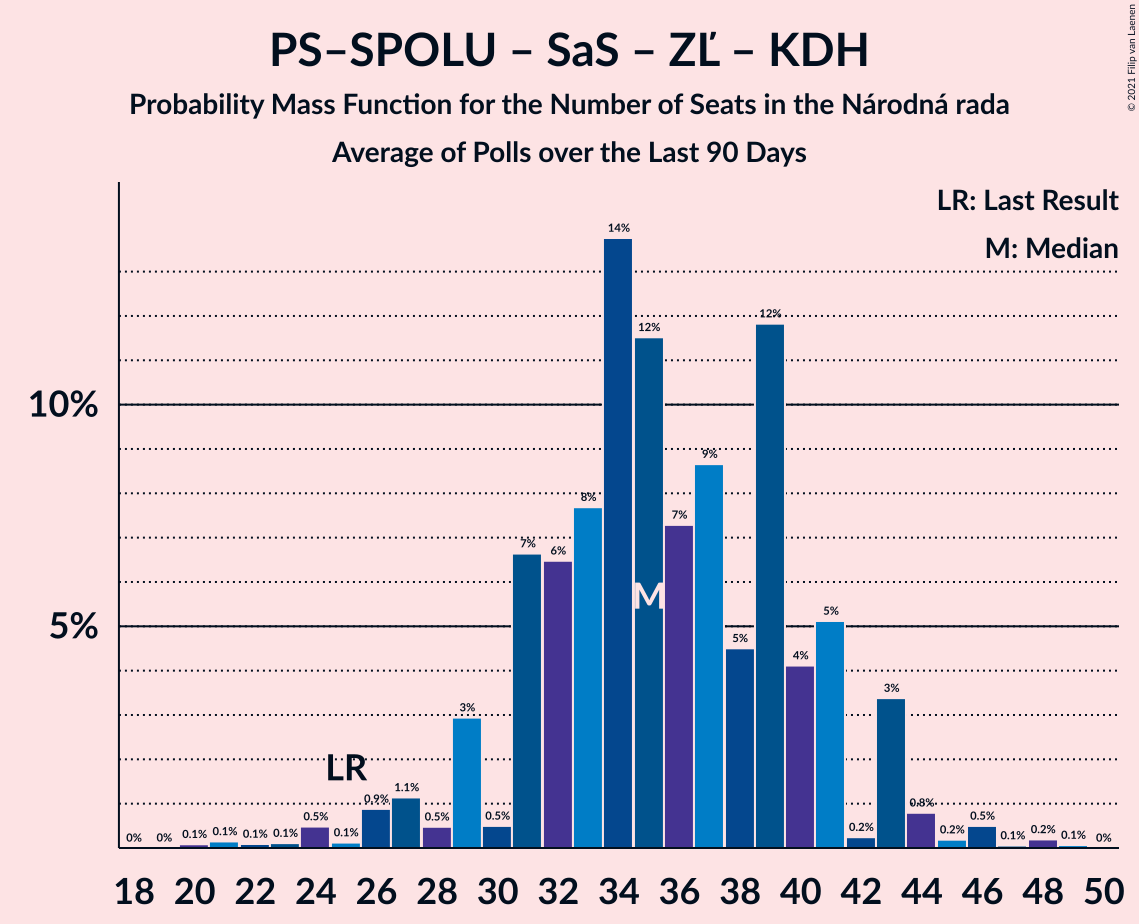 PS–SPOLU – SaS – ZĽ – KDH
Probability Mass Function for the Number of Seats in the Národná rada
Average of Polls over the Last 90 Days
© 2021 Filip van Laenen
LR: Last Result
M: Median
10%
5%
LR
M
0% 0% 0.1% 0.1% 0.1% 0.1% 0.5% 0.1% 0.9% 1.1% 0.5% 3% 0.5% 7% 6% 8% 14% 12% 7% 9% 5% 12% 4% 5% 0.2% 3% 0.8% 0.2% 0.5% 0.1% 0.2% 0.1% 0%
18 20 22 24 26 28 30 32 34 36 38 40 42 44 46 48 50